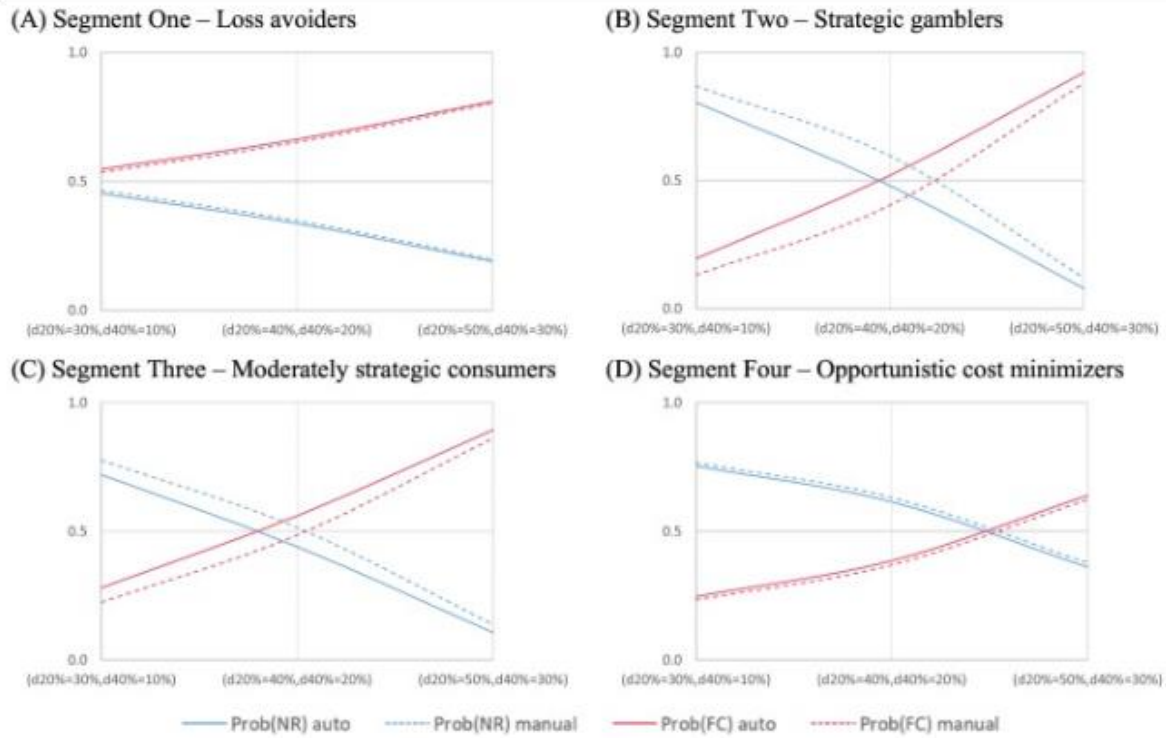 (A) Segment One – Loss avoiders
1.0
0.5
0.0
(d20%=30%,d40%=10%) (d20%=40%,d40%=20%) (d20%=50%,d40%=30%)
(B) Segment Two – Strategic gamblers
1.0
0.5
0.0
(d20%=30%,d40%=10%) (d20%=40%,d40%=20%) (d20%=50%,d40%=30%)
(C) Segment Three – Moderately strategic consumers
1.0
0.5
0.0
(d20%=30%,d40%=10%) (d20%=40%,d40%=20%) (d20%=50%,d40%=30%)
(D) Segment Four – Opportunistic cost minimizers
1.0
0.5
0.0
(d20%=30%,d40%=10%) (d20%=40%,d40%=20%) (d20%=50%,d40%=30%)
Prob(NR) auto Prob(NR) manual Prob(FC) auto Prob(FC) manual